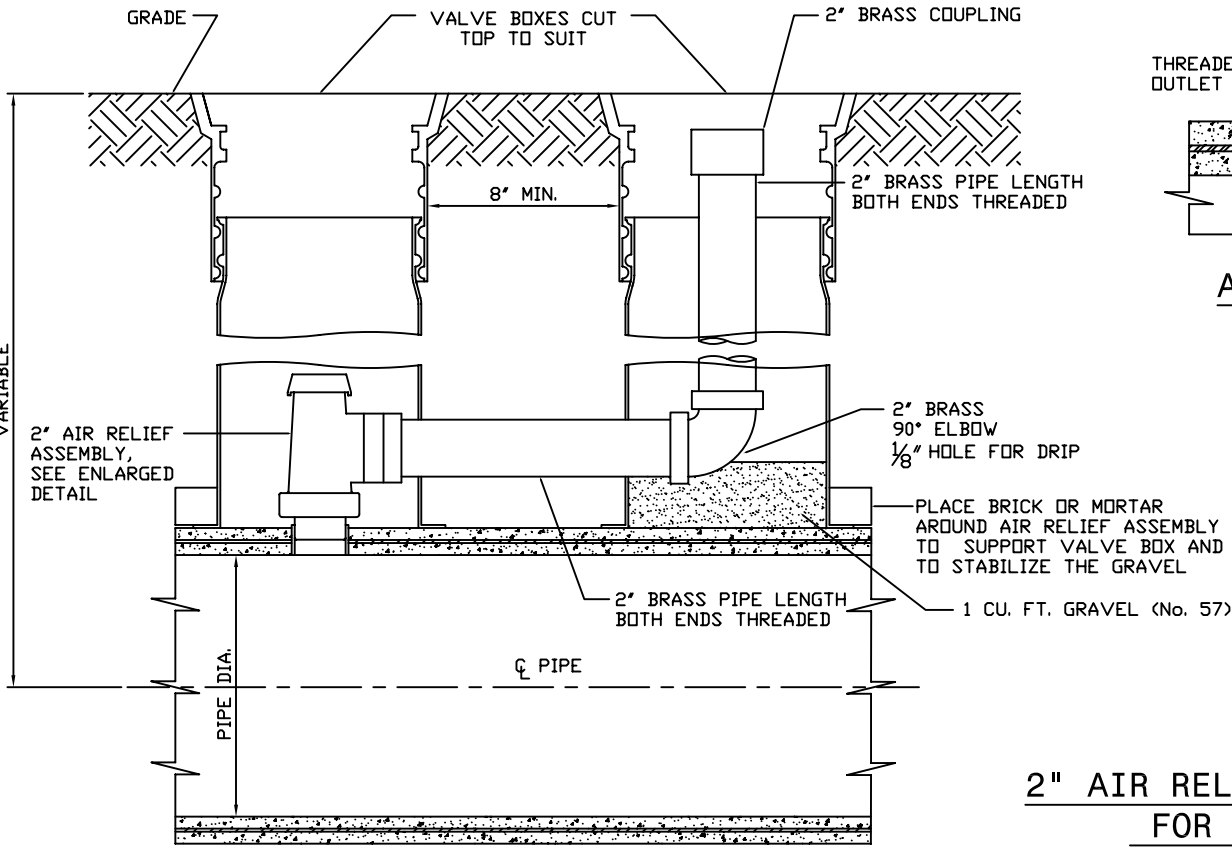 GRADE
VALVE BOXES CUT
TOP TO SUIT
2" BRASS COUPLING
THREADE
OUTLET
2" BRASS PIPE LENGTH
BOTH ENDS THREADED
8" MIN.
A
VARIABLE
2" AIR RELIEF
ASSEMBLY,
SEE ENLARGED
DETAIL
2" BRASS
90° ELBOW
1/8" HOLE FOR DRIP
PLACE BRICK OR MORTAR
AROUND AIR RELIEF ASSEMBLY
TO SUPPORT VALVE BOX AND
TO STABILIZE THE GRAVEL
2" BRASS PIPE LENGTH
BOTH ENDS THREADED
1 CU. FT. GRAVEL (No. 57)
PIPE DIA.
℄ PIPE
2" AIR REL
FOR